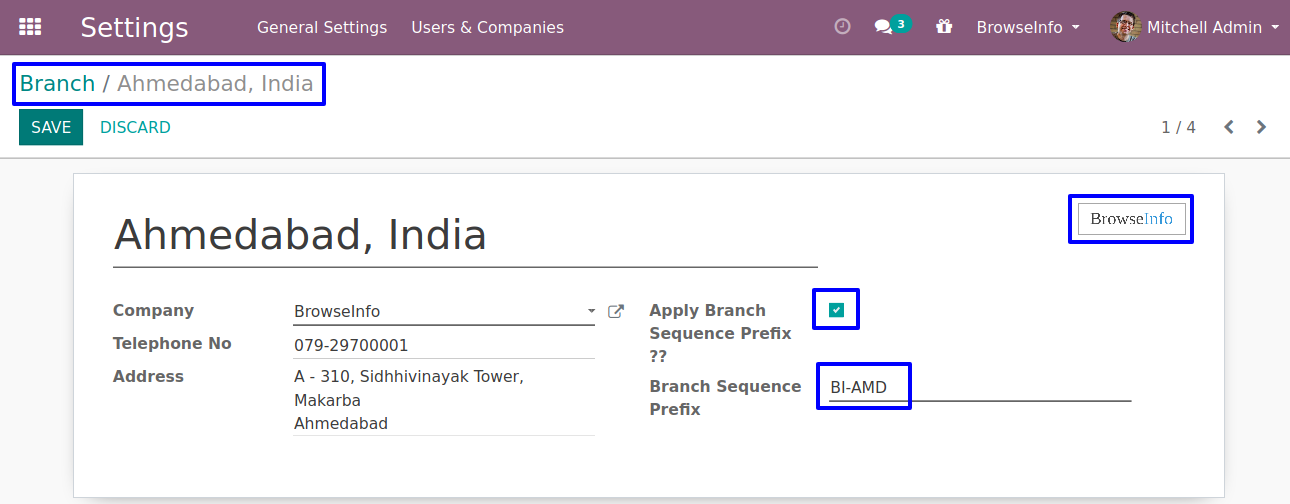 Settings General Settings Users & Companies 3 BrowseInfo Mitchell Admin
Branch / Ahmedabad, India
SAVE DISCARD 1 / 4
BrowseInfo
Ahmedabad, India
Company BrowseInfo
Telephone No 079-29700001
Address A - 310, Sidhhivinayak Tower,
Makarba
Ahmedabad
Apply Branch
Sequence Prefix
??
Branch Sequence BI-AMD
Prefix